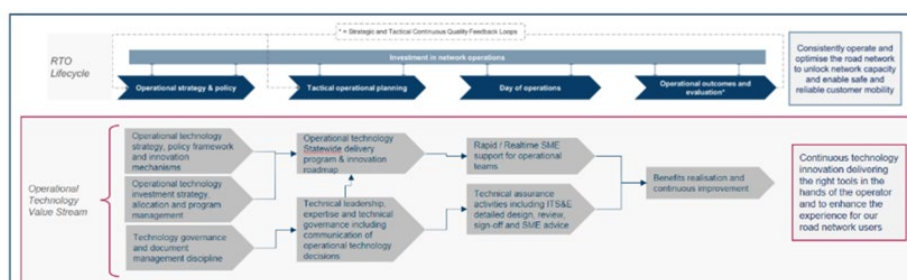 * = Strategic and Tactical Continuous Quality Feedback Loops
RTO
Lifecycle
Investment in network operations
Operational strategy & policy
Tactical operational planning
Day of operations
Operational outcomes and
evaluation*
Consistently operate and
optimise the road network
to unlock network capacity
and enable safe and
reliable customer mobility
Operational
Technology
Value Stream
Operational technology
strategy, policy framework
and innovation
mechanisms
Operational technology
investment strategy,
allocation and program
management
Technology governance
and document
management discipline
Operational technology
Statewide delivery
program & innovation
roadmap
Technical leadership,
expertise and technical
governance including
communication of
operational technology
decisions
Rapid / Realtime SME
support for operational
teams
Technical assurance
activities including ITS&E
detailed design, review,
sign-off and SME advice
Benefits realisation and
continuous improvement
Continuous technology
innovation delivering
the right tools in the
hands of the operator
and to enhance the
experience for our
road network users